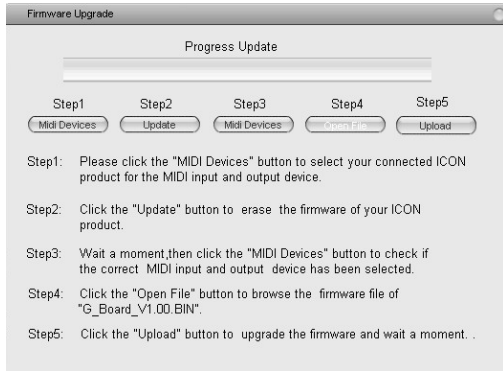 Firmware Upgrade
Progress Update
Step1 Step2 Step3 Step4 Step5
Midi Devices Update Midi Devices Open File Upload
Step1: Please click the "MIDI Devices" button to select your connected ICON
product for the MIDI input and output device.
Step2: Click the "Update" button to erase the firmware of your ICON
product.
Step3: Wait a moment,then click the "MIDI Devices" button to check if
the correct MIDI input and output device has been selected.
Step4: Click the "Open File" button to browse the firmware file of
"G_Board_V1.00.BIN".
Step5: Click the "Upload" button to upgrade the firmware and wait a moment. .